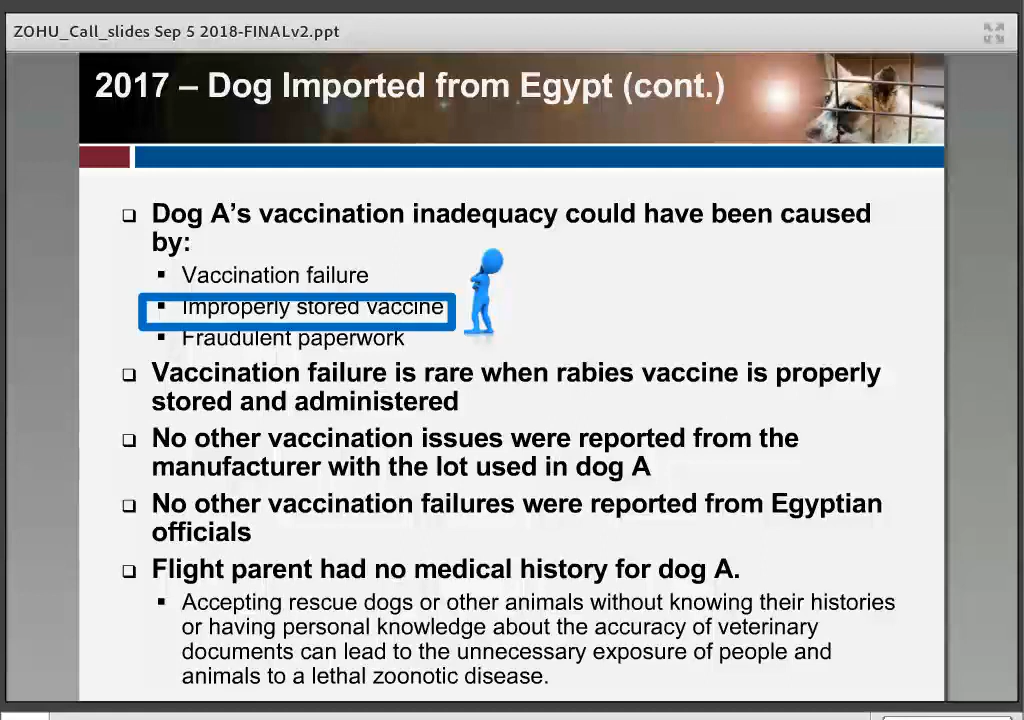 ZOHU_Call_slides Sep 5 2018-FINALv2.ppt
2017 – Dog Imported from Egypt (cont.)
Dog A's vaccination inadequacy could have been caused
by:
Vaccination failure
Improperly stored vaccine
Fraudulent paperwork
Vaccination failure is rare when rabies vaccine is properly
stored and administered
No other vaccination issues were reported from the
manufacturer with the lot used in dog A
No other vaccination failures were reported from Egyptian
officials
Flight parent had no medical history for dog A.
Accepting rescue dogs or other animals without knowing their histories
or having personal knowledge about the accuracy of veterinary
documents can lead to the unnecessary exposure of people and
animals to a lethal zoonotic disease.